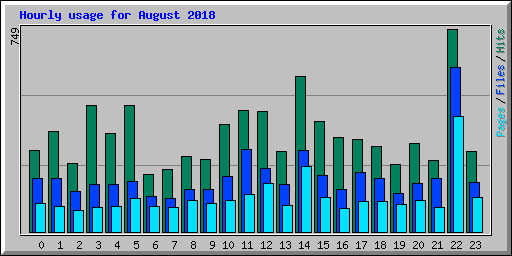 Hourly usage for August 2018
749
Pages/Files/Hits
0 1 2 3 4 5 6 7 8 9 10 11 12 13 14 15 16 17 18 19 20 21 22 23